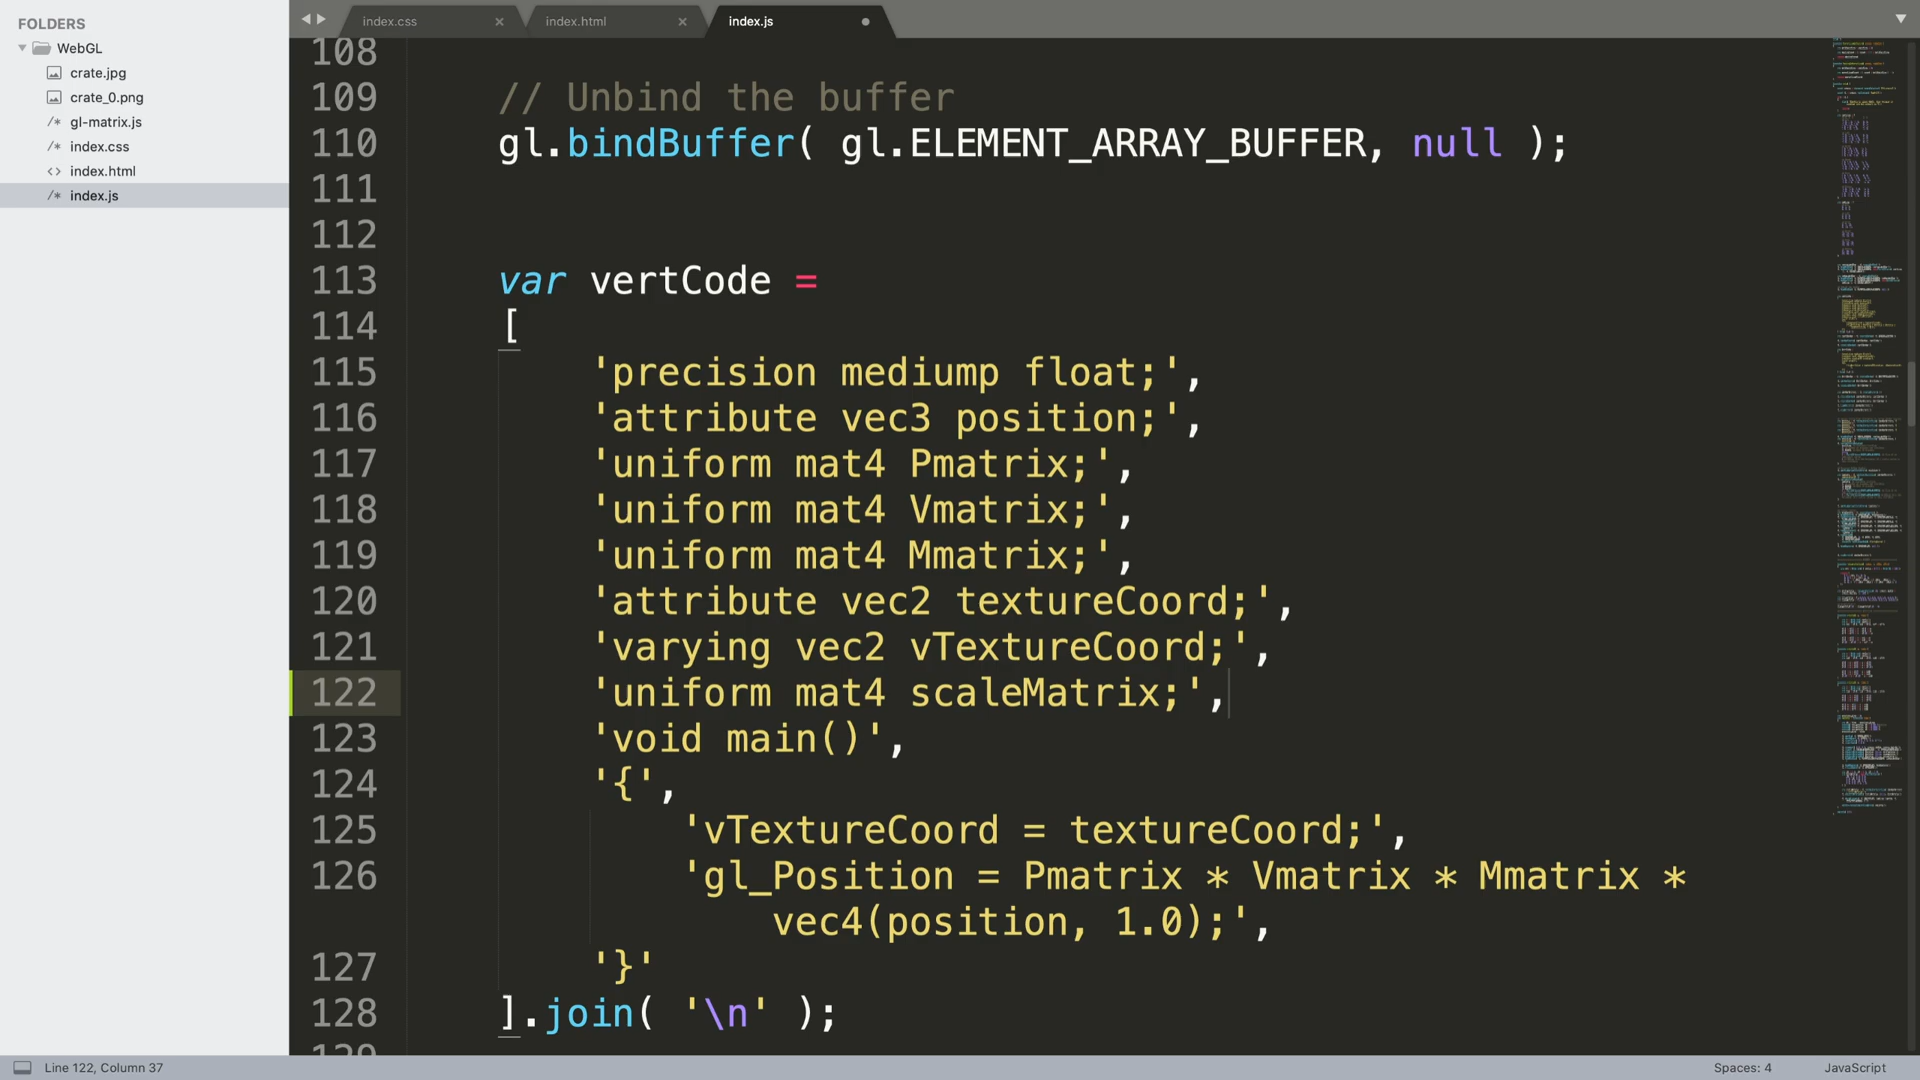 FOLDERS
WebGL
crate.jpg
crate_0.png
/* gl-matrix.js
/* index.css
<> index.html
/* index.js
index.css ×
index.html ×
index.js
108
109 // Unbind the buffer
110 gl.bindBuffer( gl.ELEMENT_ARRAY_BUFFER, null );
111
112
113 var vertCode =
114 [
115 'precision mediump float;',
116 'attribute vec3 position;',
117 'uniform mat4 Pmatrix;',
118 'uniform mat4 Vmatrix;',
119 'uniform mat4 Mmatrix;',
120 'attribute vec2 textureCoord;',
121 'varying vec2 vTextureCoord;',
122 'uniform mat4 scaleMatrix;',
123 'void main()',
124 '{',
125 'vTextureCoord = textureCoord;',
126 'gl_Position = Pmatrix * Vmatrix * Mmatrix *
vec4(position, 1.0);',
127 '}'
128 ].join( '\n' );
129
Line 122, Column 37
Spaces: 4
JavaScript